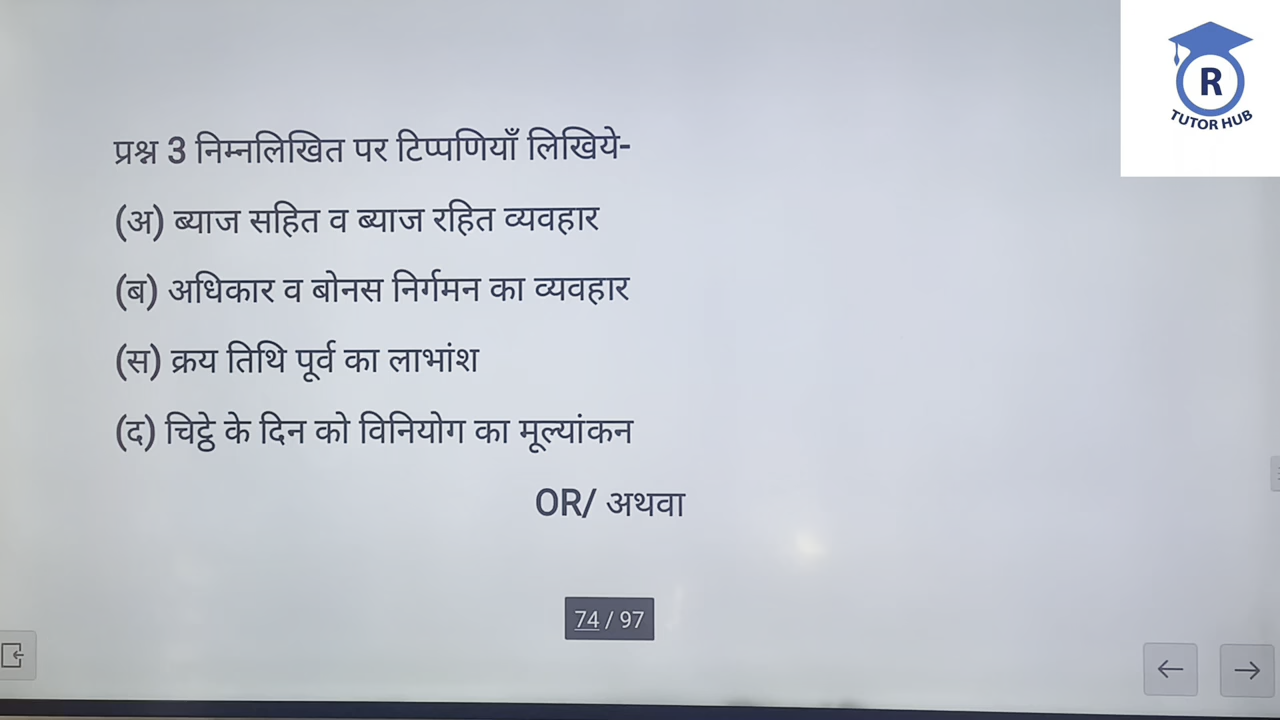 R
TUTOR HUB
प्रश्न 3 निम्नलिखित पर टिप्पणियाँ लिखिये-
(अ) ब्याज सहित व ब्याज रहित व्यवहार
(ब) अधिकार व बोनस निर्गमन का व्यवहार
(स) क्रय तिथि पूर्व का लाभांश
(द) चिट्ठे के दिन को विनियोग का मूल्यांकन
OR/ अथवा
74 / 97